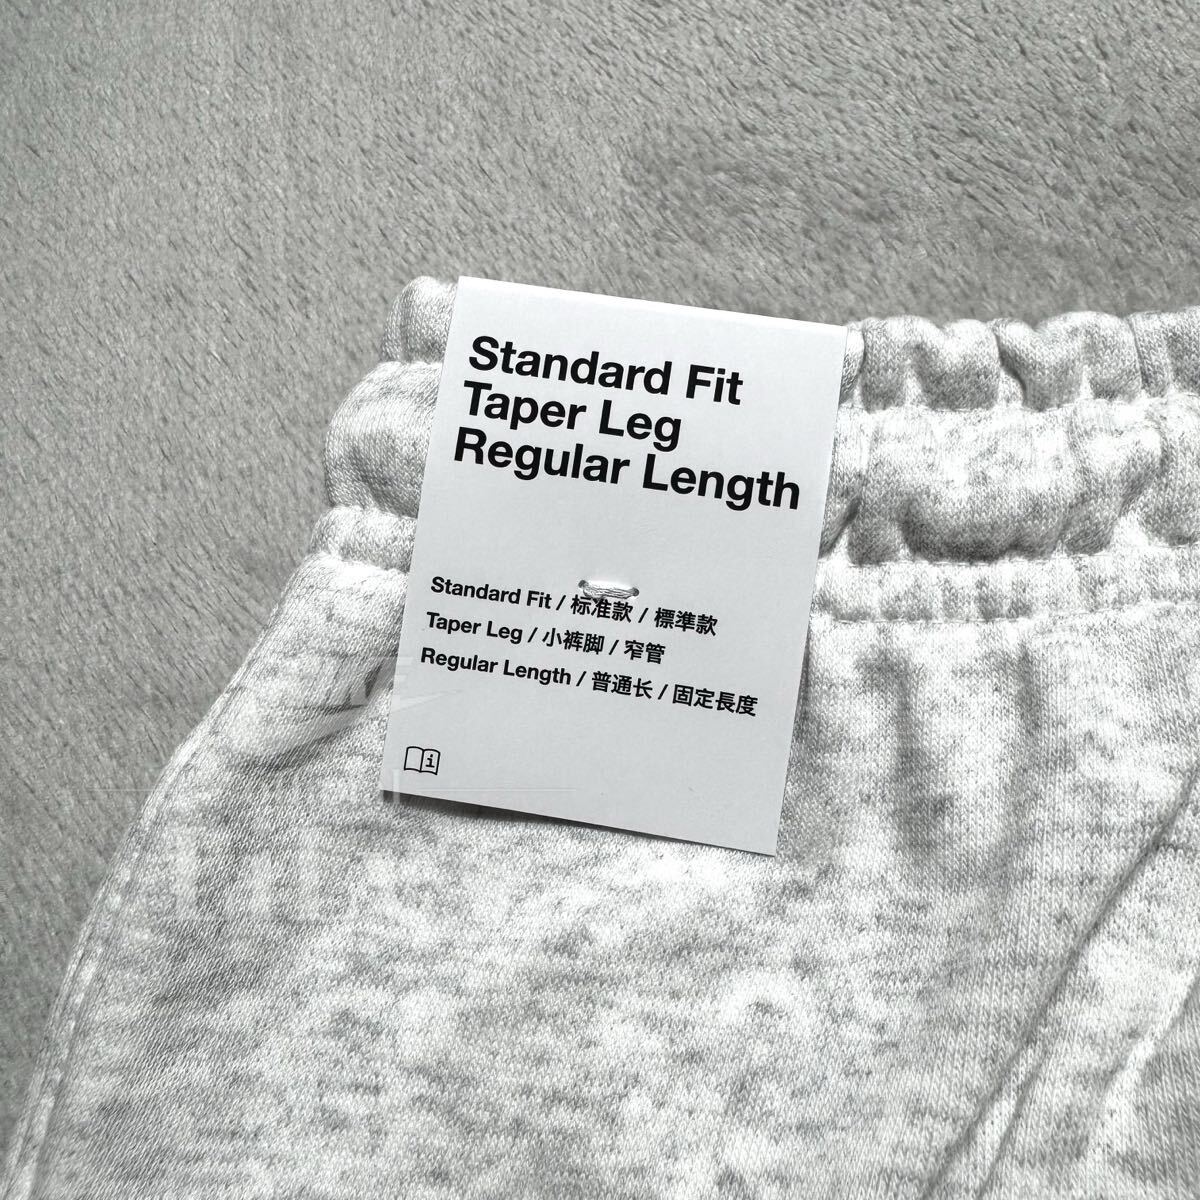 Standard Fit
Taper Leg
Regular Length
Standard Fit / 标准款 / 標準款
Taper Leg / 小裤脚 / 窄管
Regular Length / 普通长 / 固定長度
i